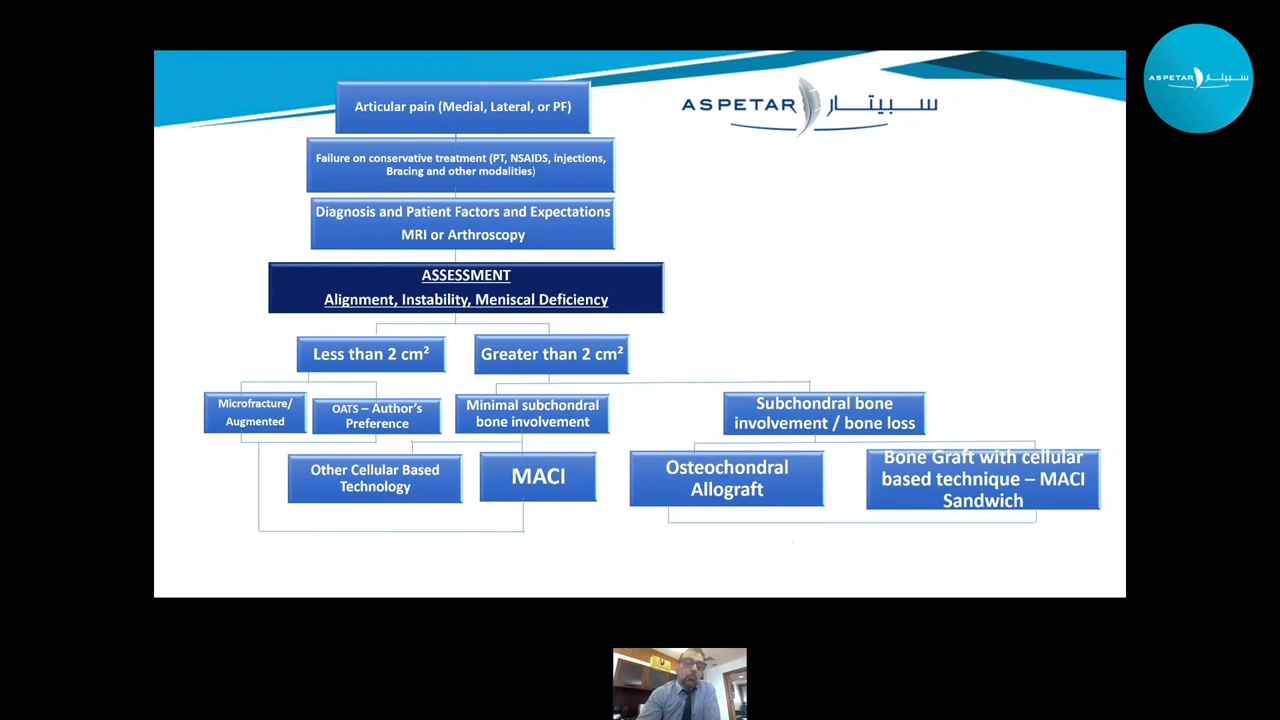 Articular pain (Medial, Lateral, or PF)
ASPETAR سبيتار
ASPETAR سبيتار
Failure on conservative treatment (PT, NSAIDS, injections,
Bracing and other modalities)
Diagnosis and Patient Factors and Expectations
MRI or Arthroscopy
ASSESSMENT
Alignment, Instability, Meniscal Deficiency
Less than 2 cm²
Greater than 2 cm²
Microfracture/
Augmented
OATS – Author's
Preference
Minimal subchondral
bone involvement
Subchondral bone
involvement / bone loss
Other Cellular Based
Technology
MACI
Osteochondral
Allograft
Bone Graft with cellular
based technique – MACI
Sandwich